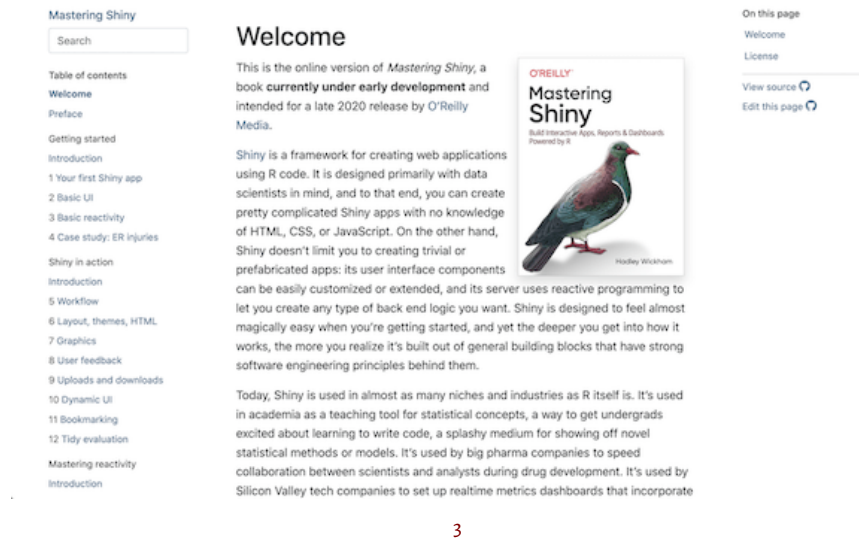 Mastering Shiny
Search
Table of contents
Welcome
Preface
Getting started
Introduction
1 Your first Shiny app
2 Basic UI
3 Basic reactivity
4 Case study: ER injuries
Shiny in action
Introduction
5 Workflow
6 Layout, themes, HTML
7 Graphics
8 User feedback
9 Uploads and downloads
10 Dynamic UI
11 Bookmarking
12 Tidy evaluation
Mastering reactivity
Introduction
Welcome
This is the online version of Mastering Shiny, a
book currently under early development and
intended for a late 2020 release by O'Reilly
Media.
Shiny is a framework for creating web applications
using R code. It is designed primarily with data
scientists in mind, and to that end, you can create
pretty complicated Shiny apps with no knowledge
of HTML, CSS, or JavaScript. On the other hand,
Shiny doesn't limit you to creating trivial or
prefabricated apps: its user interface components
can be easily customized or extended, and its server uses reactive programming to
let you create any type of back end logic you want. Shiny is designed to feel almost
magically easy when you're getting started, and yet the deeper you get into how it
works, the more you realize it's built out of general building blocks that have strong
software engineering principles behind them.
Today, Shiny is used in almost as many niches and industries as R itself is. It's used
in academia as a teaching tool for statistical concepts, a way to get undergrads
excited about learning to write code, a splashy medium for showing off novel
statistical methods or models. It's used by big pharma companies to speed
collaboration between scientists and analysts during drug development. It's used by
Silicon Valley tech companies to set up realtime metrics dashboards that incorporate
O'REILLY
Mastering
Shiny
Build Interactive Apps, Reports & Dashboards
Powered by R
Hadley Wickham
On this page
Welcome
License
View source
Edit this page
3